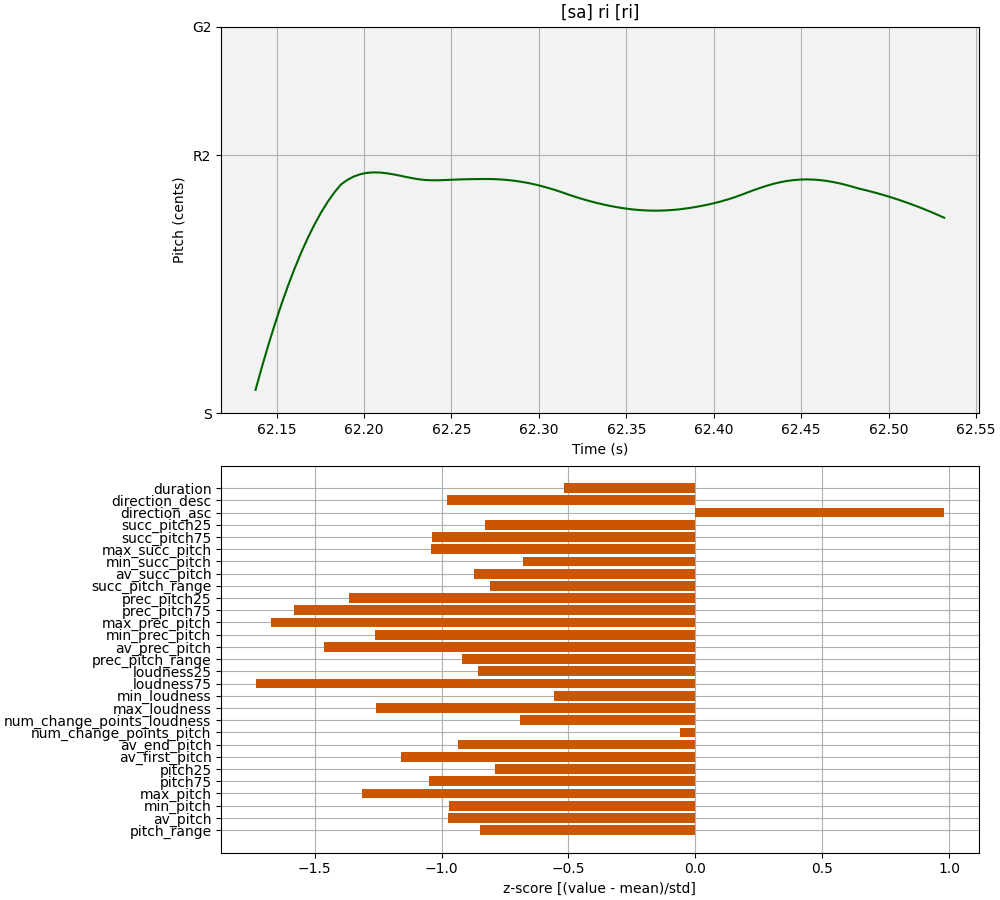 [sa] ri [ri]
G2
R2
S
Pitch (cents)
62.15 62.20 62.25 62.30 62.35 62.40 62.45 62.50 62.55
Time (s)
duration
direction_desc
direction_asc
succ_pitch25
succ_pitch75
max_succ_pitch
min_succ_pitch
av_succ_pitch
succ_pitch_range
prec_pitch25
prec_pitch75
max_prec_pitch
min_prec_pitch
av_prec_pitch
prec_pitch_range
loudness25
loudness75
min_loudness
max_loudness
num_change_points_loudness
num_change_points_pitch
av_end_pitch
av_first_pitch
pitch25
pitch75
max_pitch
min_pitch
av_pitch
pitch_range
−1.5 −1.0 −0.5 0.0 0.5 1.0
z-score [(value - mean)/std]